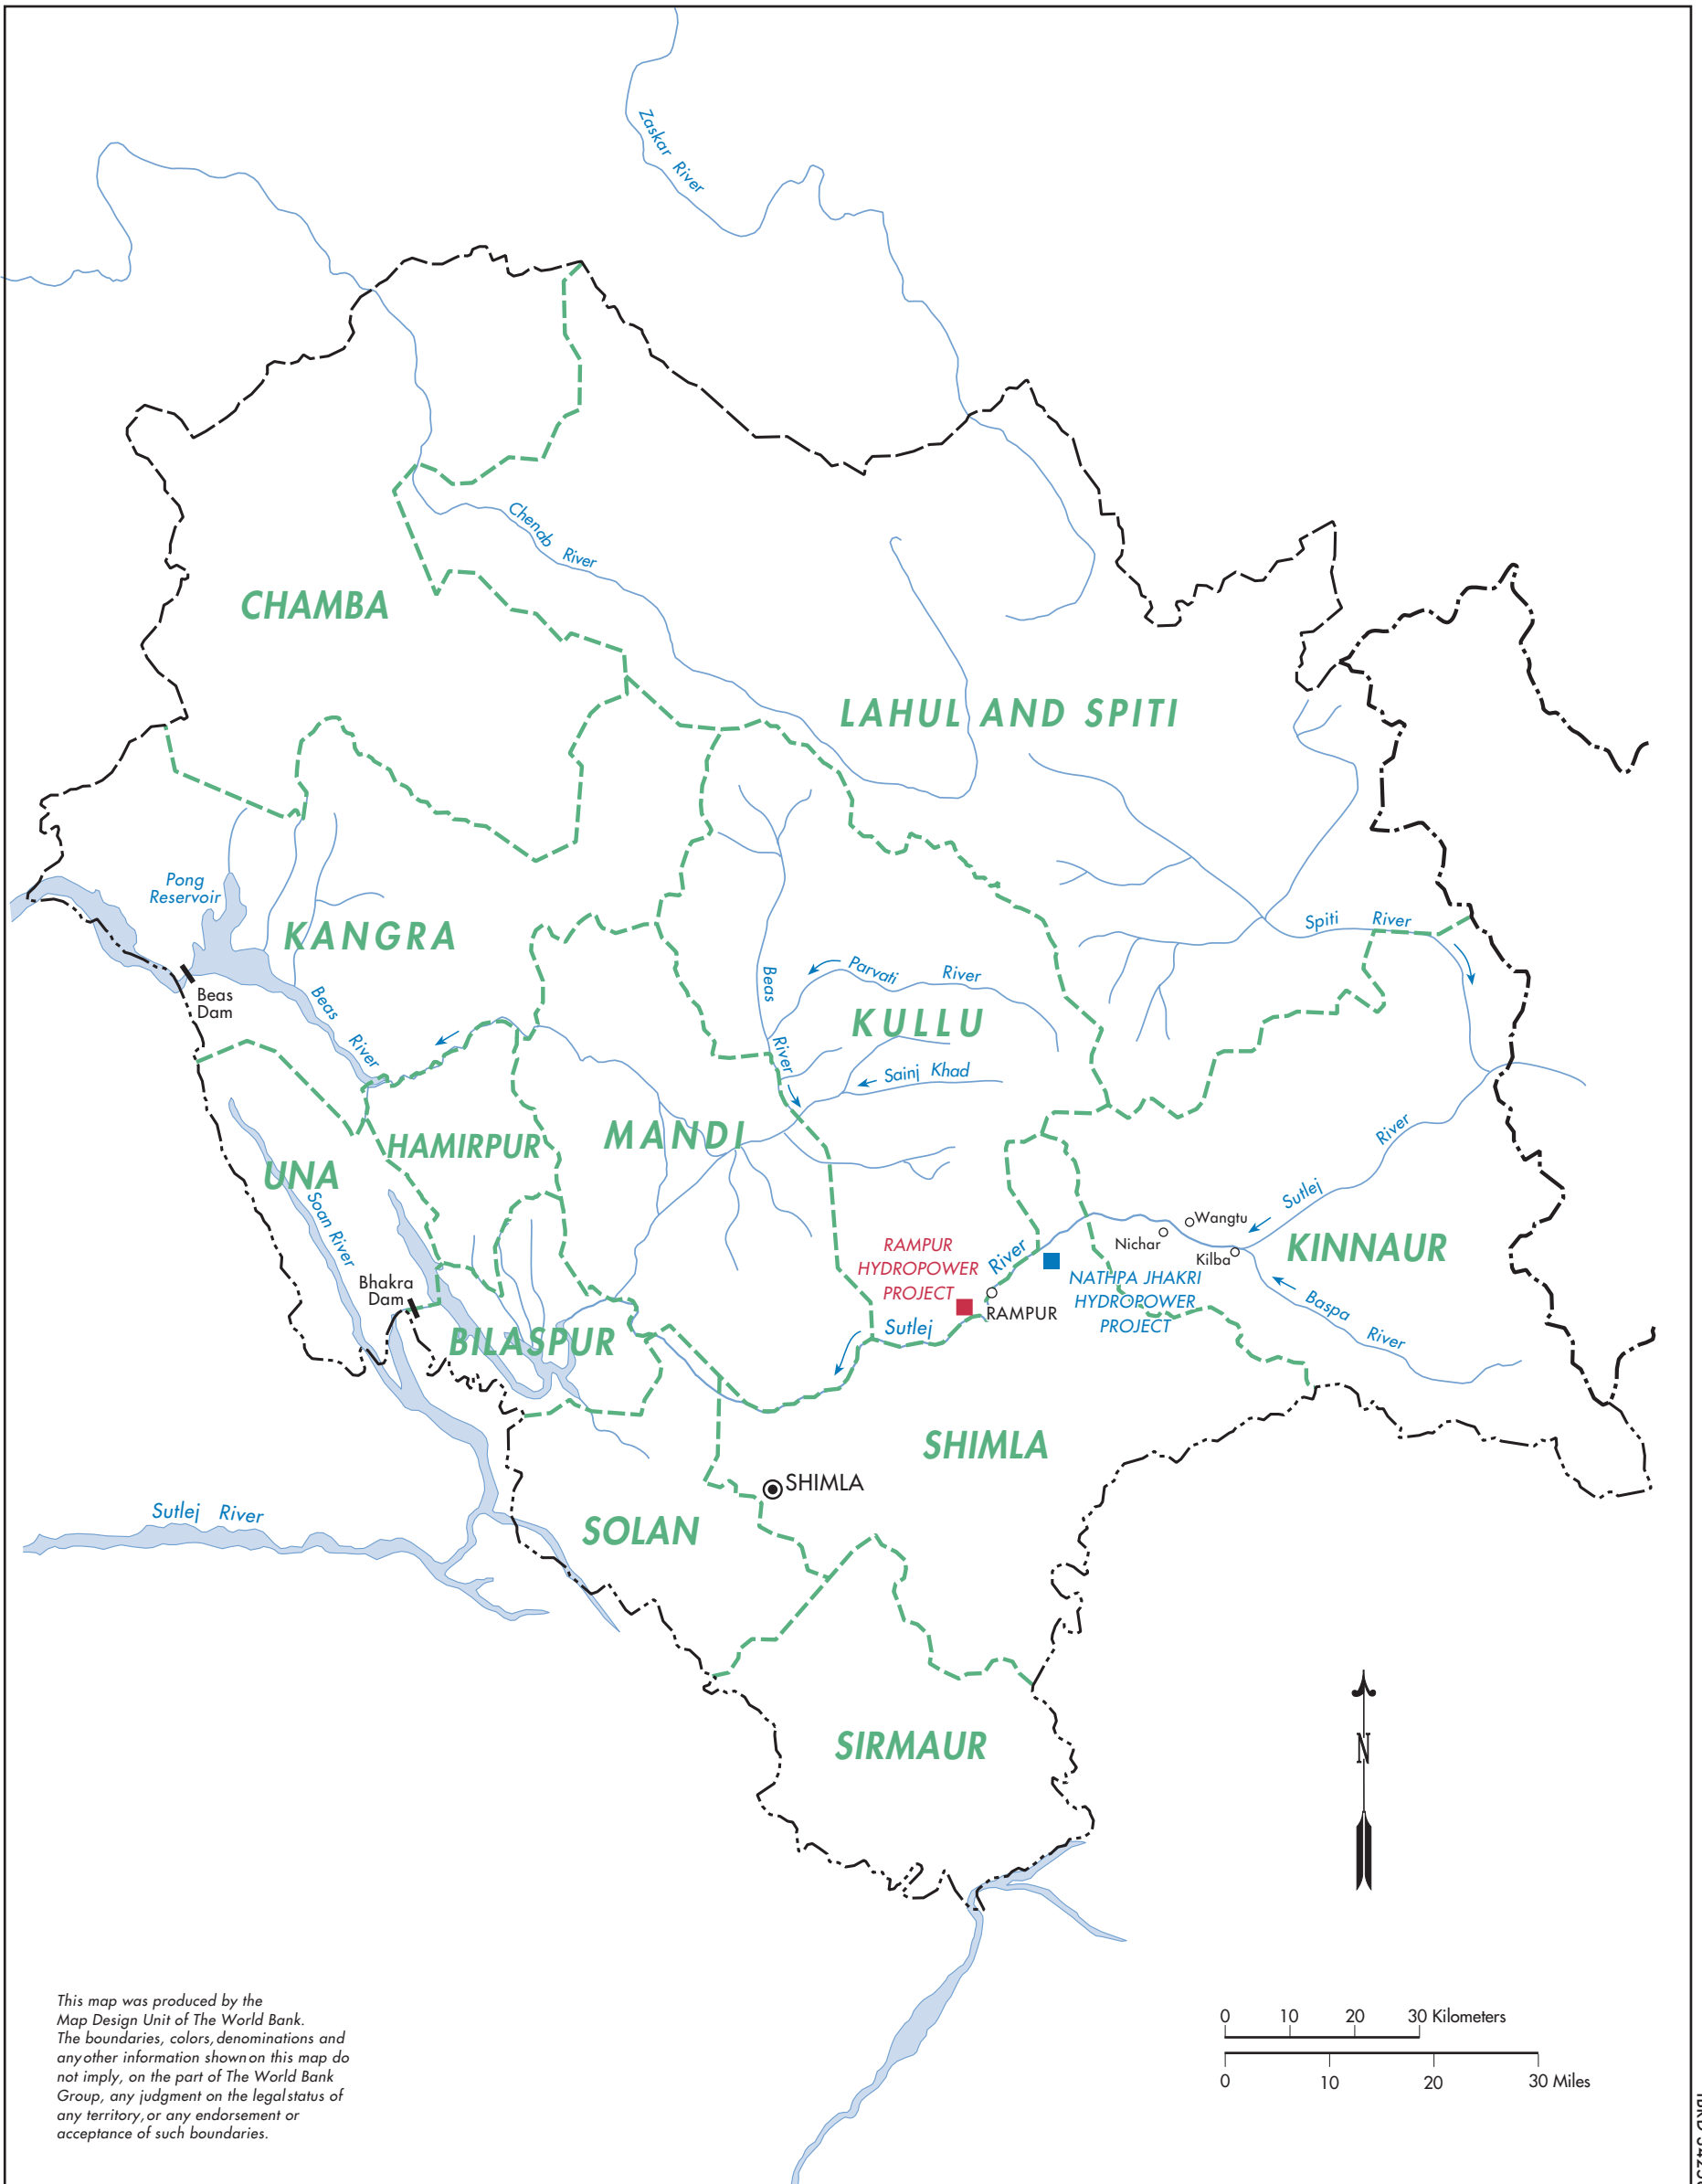 Zaskar River
Chenab River
CHAMBA
LAHUL AND SPITI
Pong
Reservoir
KANGRA
Spiti River
Beas
Dam
Beas River
Beas River
Parvati River
KULLU
Sainj Khad
MANDI
HAMIRPUR
UNA
Soan River
River
Sutlej
Wangtu
Nichar
Kilba
KINNAUR
RAMPUR
HYDROPOWER
PROJECT
River
NATHPA JHAKRI
HYDROPOWER
PROJECT
Bhakra
Dam
RAMPUR
Baspa River
Sutlej
BILASPUR
SHIMLA
SHIMLA
Sutlej River
SOLAN
SIRMAUR
N
This map was produced by the
Map Design Unit of The World Bank.
The boundaries, colors, denominations and
any other information shown on this map do
not imply, on the part of The World Bank
Group, any judgment on the legal status of
any territory, or any endorsement or
acceptance of such boundaries.
0 10 20 30 Kilometers
0 10 20 30 Miles
IBRD